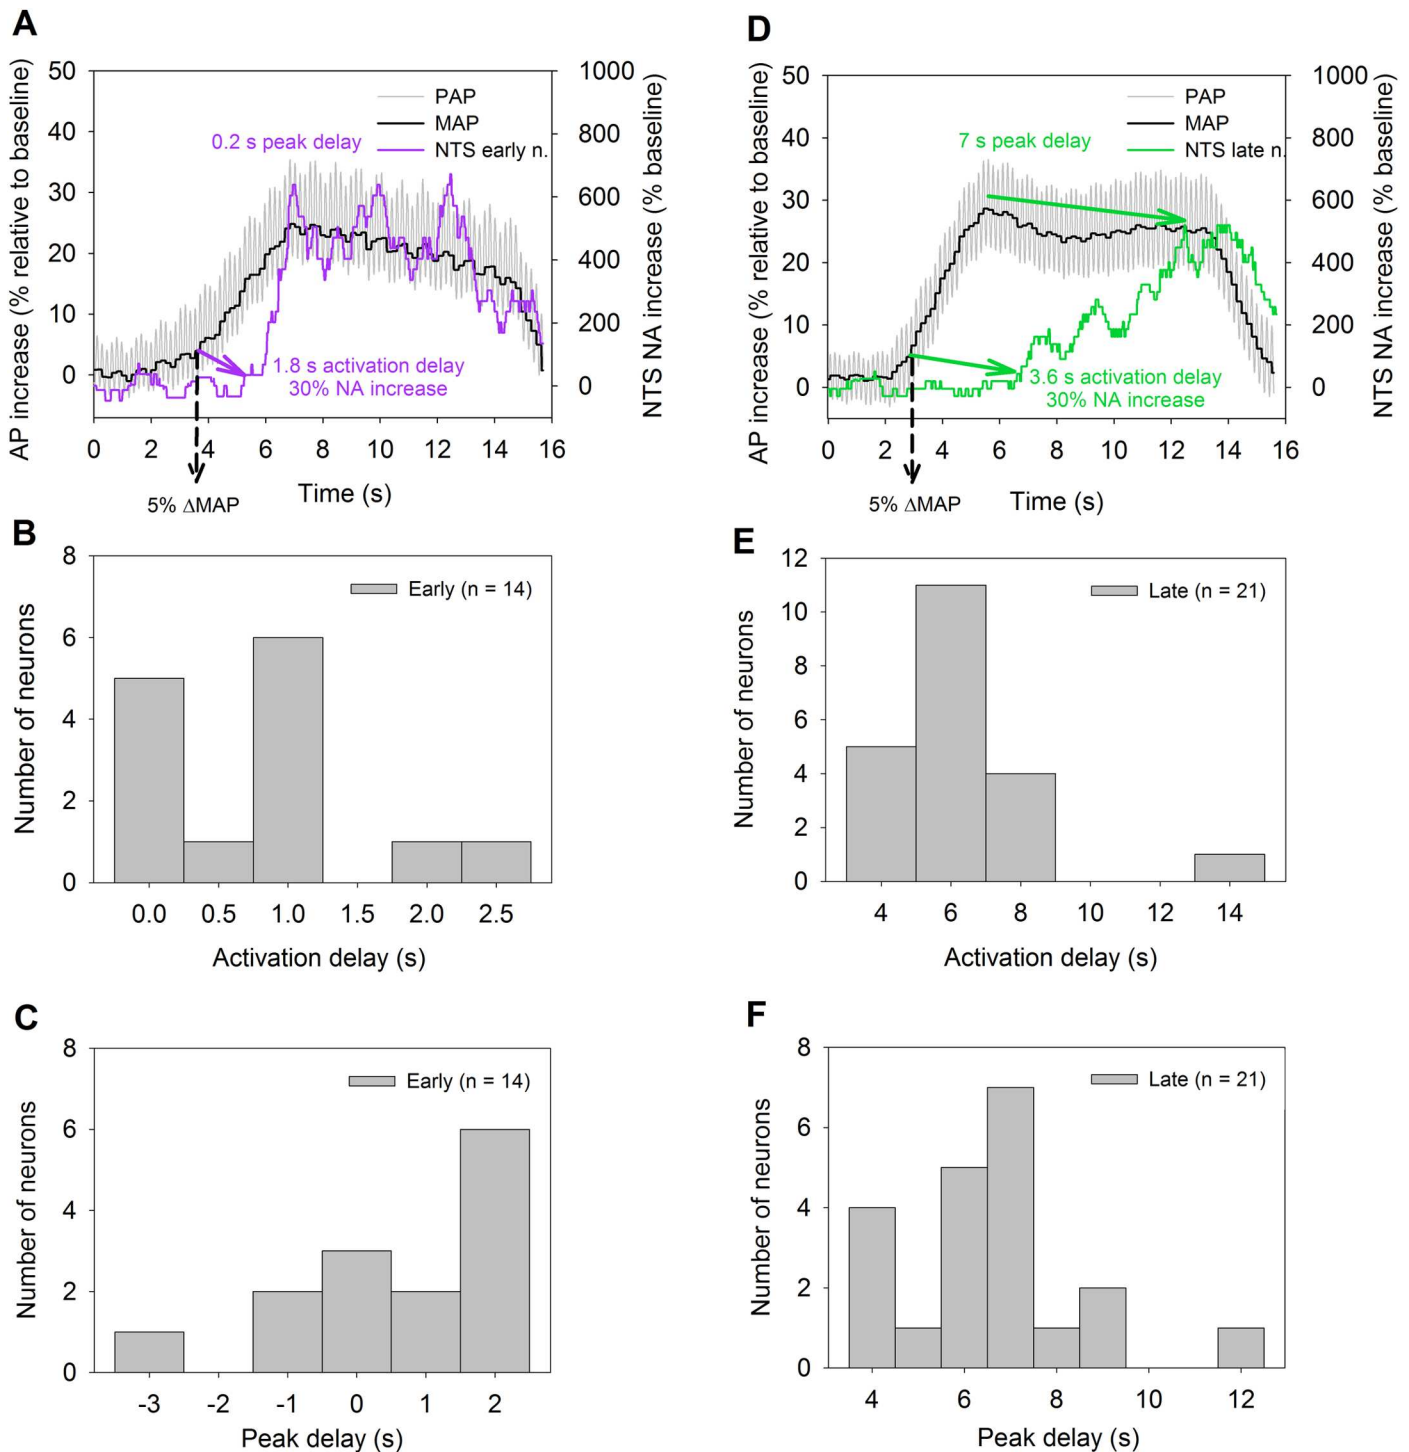 A
AP increase (% relative to baseline)
50
40
30
20
10
0
1000
800
600
400
200
0
NTS NA increase (% baseline)
PAP
MAP
NTS early n.
0.2 s peak delay
1.8 s activation delay
30% NA increase
0 2 4 6 8 10 12 14 16
5% ΔMAP
Time (s)
D
AP increase (% relative to baseline)
50
40
30
20
10
0
1000
800
600
400
200
0
NTS NA increase (% baseline)
PAP
MAP
NTS late n.
7 s peak delay
3.6 s activation delay
30% NA increase
0 2 4 6 8 10 12 14 16
5% ΔMAP
Time (s)
B
Number of neurons
8
6
4
2
0
Early (n = 14)
0.0 0.5 1.0 1.5 2.0 2.5
Activation delay (s)
E
Number of neurons
12
10
8
6
4
2
0
Late (n = 21)
4 6 8 10 12 14
Activation delay (s)
C
Number of neurons
8
6
4
2
0
Early (n = 14)
-3 -2 -1 0 1 2
Peak delay (s)
F
Number of neurons
8
6
4
2
0
Late (n = 21)
4 6 8 10 12
Peak delay (s)